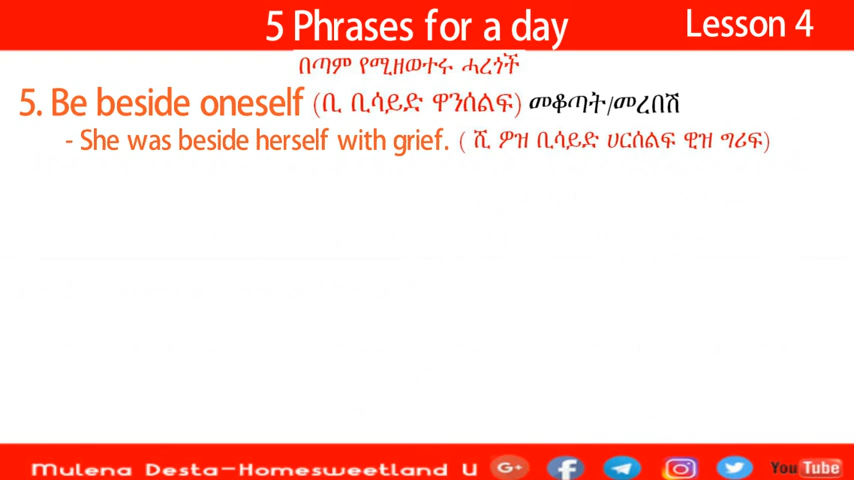 5 Phrases for a day
Lesson 4
በጣም የሚዘወተሩ ሓረጎች
5. Be beside oneself (ቢ ቢሳይድ ዋንሰልፍ) መቆጣት/መረበሽ
- She was beside herself with grief. ( ሺ ዎዝ ቢሳይድ ሀርሰልፍ ዊዝ ግሪፍ)
Mulena Desta-Homesweetland U G+ f You Tube